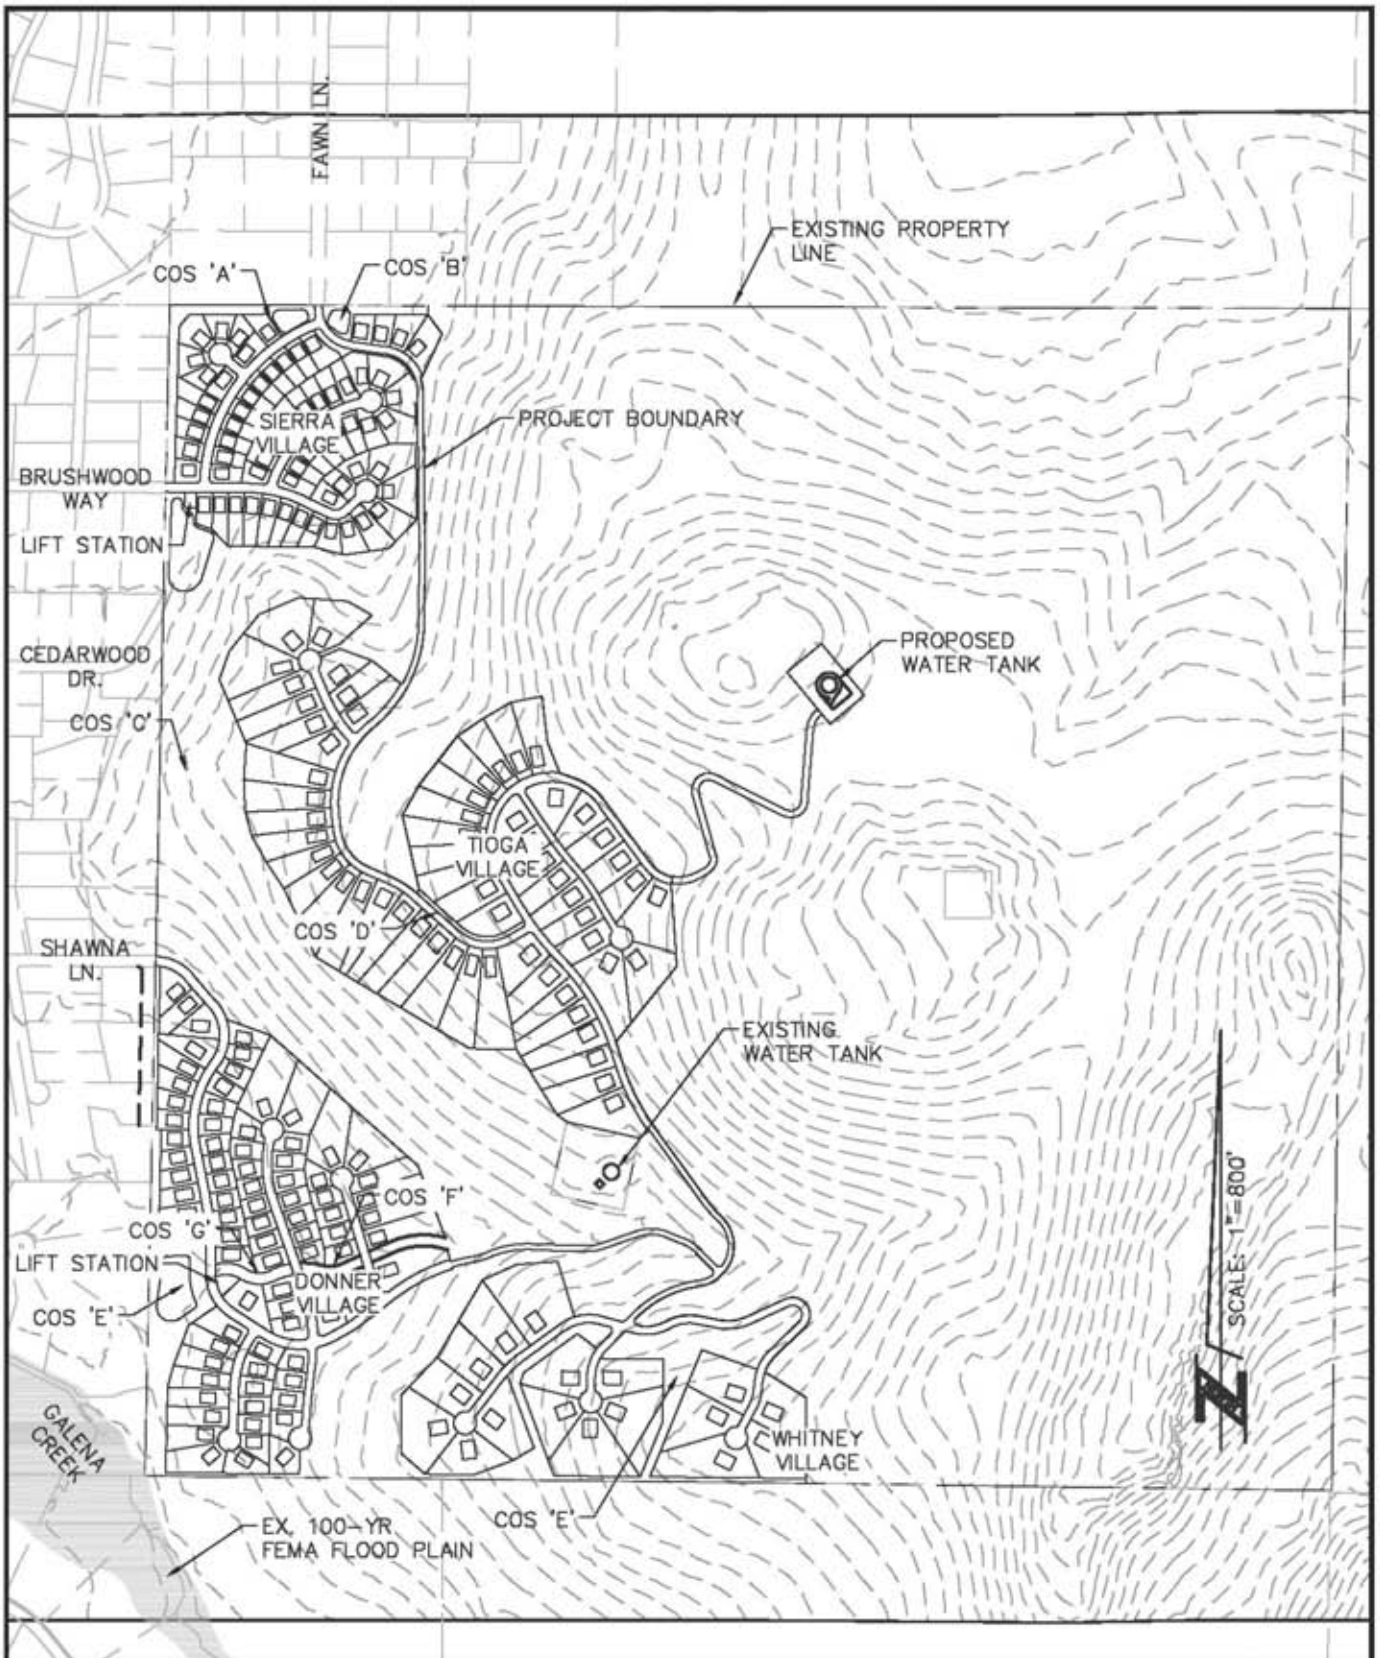 FAWN LN.
EXISTING PROPERTY
LINE
COS 'A'
COS 'B'
PROJECT BOUNDARY
SIERRA
VILLAGE
BRUSHWOOD
WAY
LIFT STATION
CEDARWOOD
DR.
PROPOSED
WATER TANK
COS 'C'
TIOGA
VILLAGE
COS 'D'
SHAWNA
LN.
EXISTING
WATER TANK
COS 'F'
COS 'G'
LIFT STATION
DONNER
VILLAGE
COS 'E'
SCALE: 1"=800'
N
GALENA
CREEK
WHITNEY
VILLAGE
COS 'E'
EX. 100-YR
FEMA FLOOD PLAIN